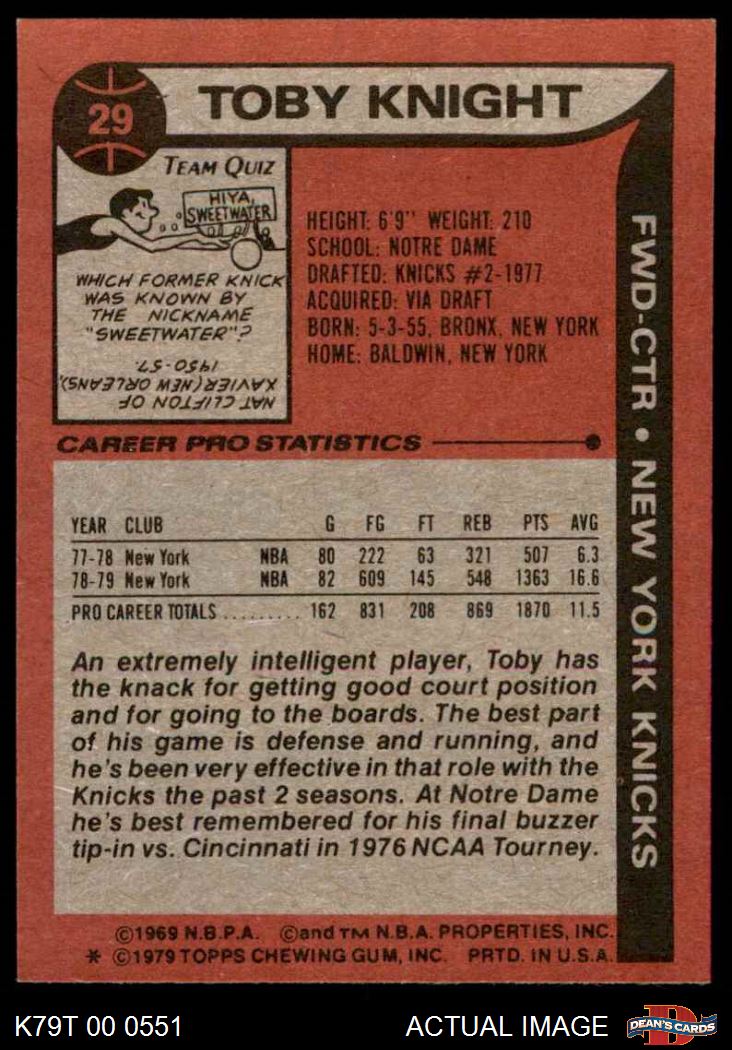 29
TOBY KNIGHT
TEAM QUIZ
HIYA,
SWEETWATER
WHICH FORMER KNICK
WAS KNOWN BY
THE NICKNAME
"SWEETWATER"?
NAT CLIFTON OF
XAVIER (NEW ORLEANS),
1950-57.
HEIGHT: 6'9" WEIGHT: 210
SCHOOL: NOTRE DAME
DRAFTED: KNICKS #2-1977
ACQUIRED: VIA DRAFT
BORN: 5-3-55, BRONX, NEW YORK
HOME: BALDWIN, NEW YORK
FWD-CTR • NEW YORK KNICKS
CAREER PRO STATISTICS
YEAR CLUB G FG FT REB PTS AVG
77-78 New York NBA 80 222 63 321 507 6.3
78-79 New York NBA 82 609 145 548 1363 16.6
PRO CAREER TOTALS ......... 162 831 208 869 1870 11.5
An extremely intelligent player, Toby has
the knack for getting good court position
and for going to the boards. The best part
of his game is defense and running, and
he's been very effective in that role with the
Knicks the past 2 seasons. At Notre Dame
he's best remembered for his final buzzer
tip-in vs. Cincinnati in 1976 NCAA Tourney.
©1969 N.B.P.A. ©and TM N.B.A. PROPERTIES, INC.
* ©1979 TOPPS CHEWING GUM, INC. PRTD. IN U.S.A.
K79T 00 0551
ACTUAL IMAGE
D
DEAN'S CARDS